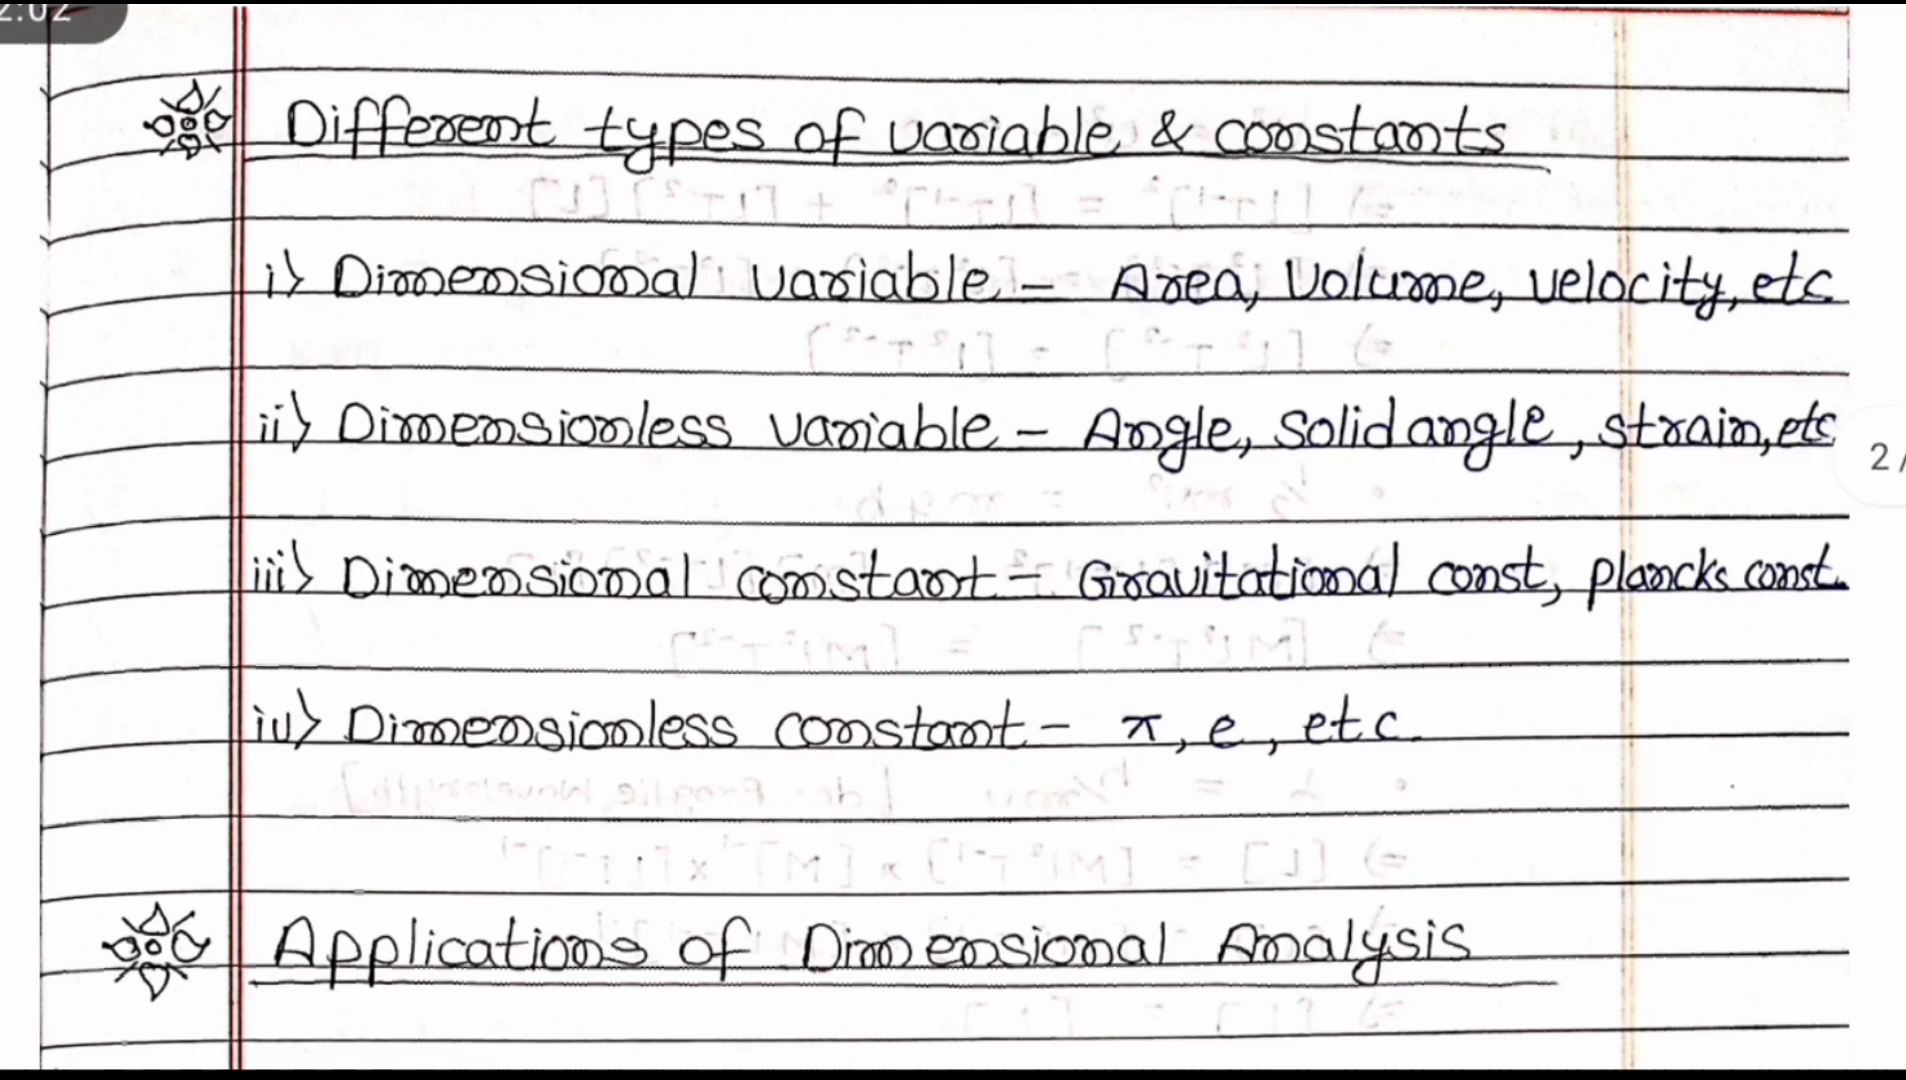 Different types of variable & constants
i) Dimensional variable - Area, Volume, velocity, etc
ii) Dimensionless variable - Angle, solid angle, strain, etc
iii) Dimensional constant - Gravitational const, plancks const.
iv) Dimensionless constant - π, e, etc.
Applications of Dimensional Analysis
2/